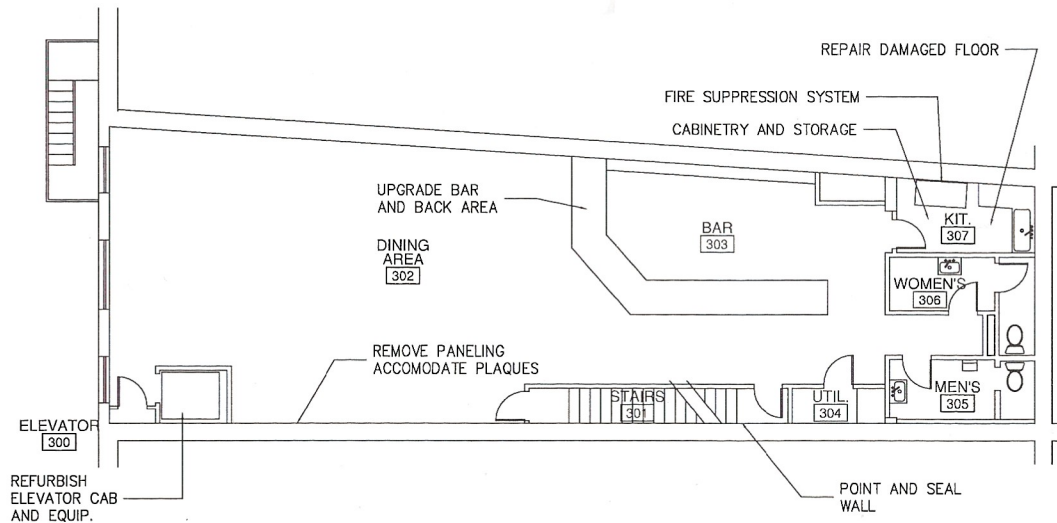 REPAIR DAMAGED FLOOR
FIRE SUPPRESSION SYSTEM
CABINETRY AND STORAGE
UPGRADE BAR
AND BACK AREA
KIT.
307
BAR
303
DINING
AREA
302
WOMEN'S
306
REMOVE PANELING
ACCOMODATE PLAQUES
MEN'S
305
STAIRS
301
UTIL.
304
ELEVATOR
300
REFURBISH
ELEVATOR CAB
AND EQUIP.
POINT AND SEAL
WALL